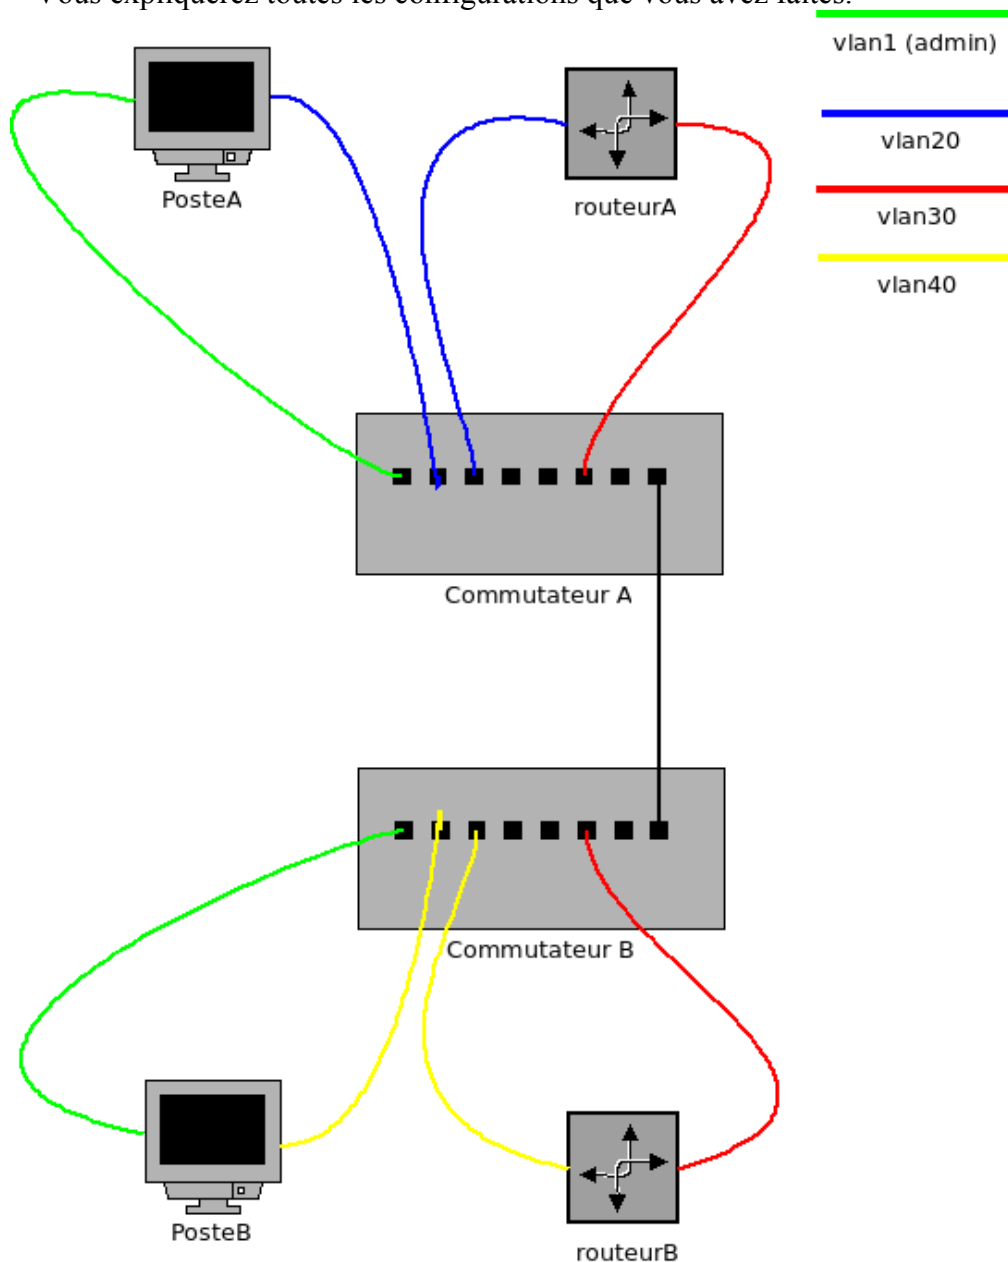 Vous expliquerez toutes les configurations que vous avez faites.
vlan1 (admin)
vlan20
vlan30
vlan40
PosteA
routeurA
Commutateur A
Commutateur B
PosteB
routeurB